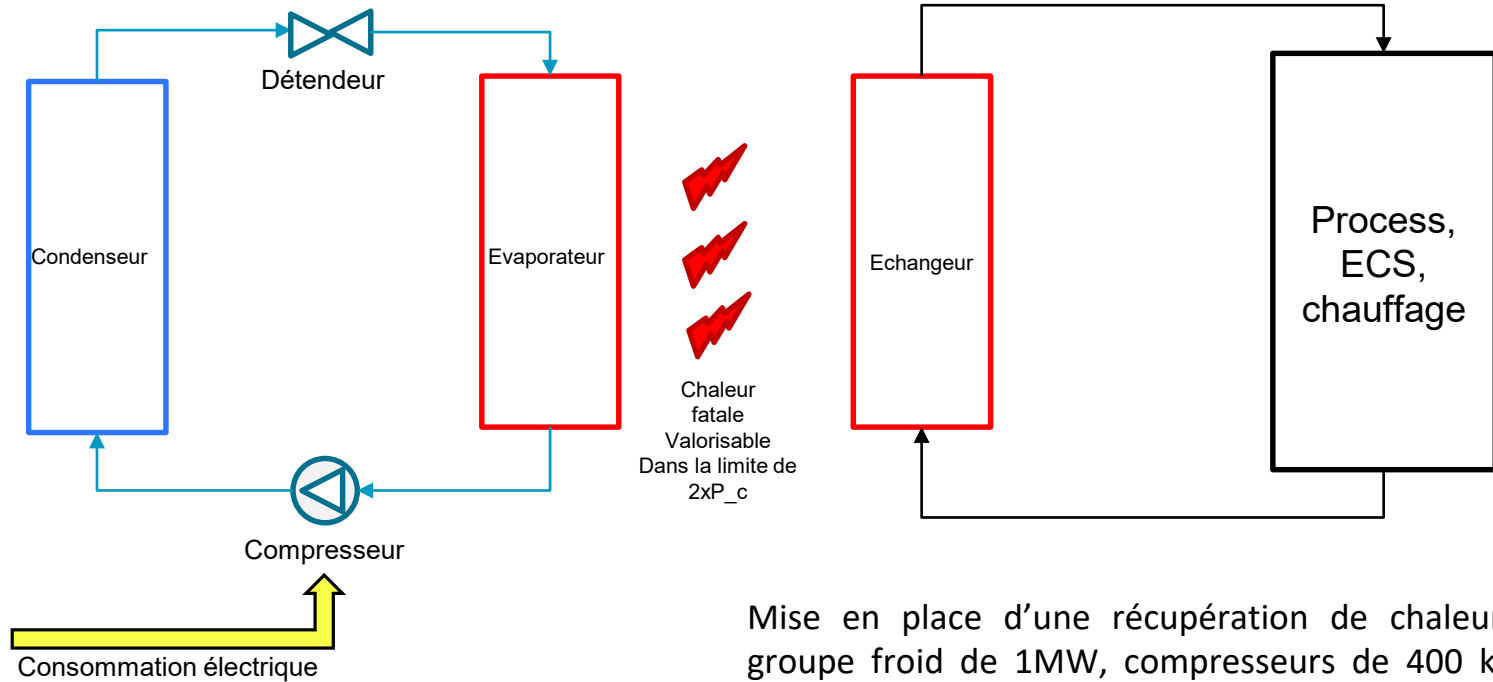 Détendeur
Condenseur
Evaporateur
Echangeur
Process,
ECS,
chauffage
Chaleur
fatale
Valorisable
Dans la limite de
2xP_c
Compresseur
Consommation électrique
Mise en place d’une récupération de chaleur
groupe froid de 1MW, compresseurs de 400 k